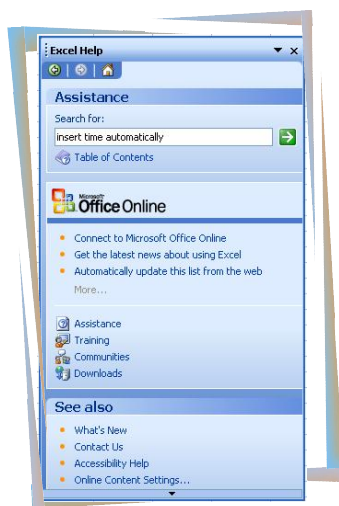 Excel Help
Assistance
Search for:
insert time automatically
Table of Contents
Microsoft
Office Online
Connect to Microsoft Office Online
Get the latest news about using Excel
Automatically update this list from the web
More...
Assistance
Training
Communities
Downloads
See also
What's New
Contact Us
Accessibility Help
Online Content Settings...